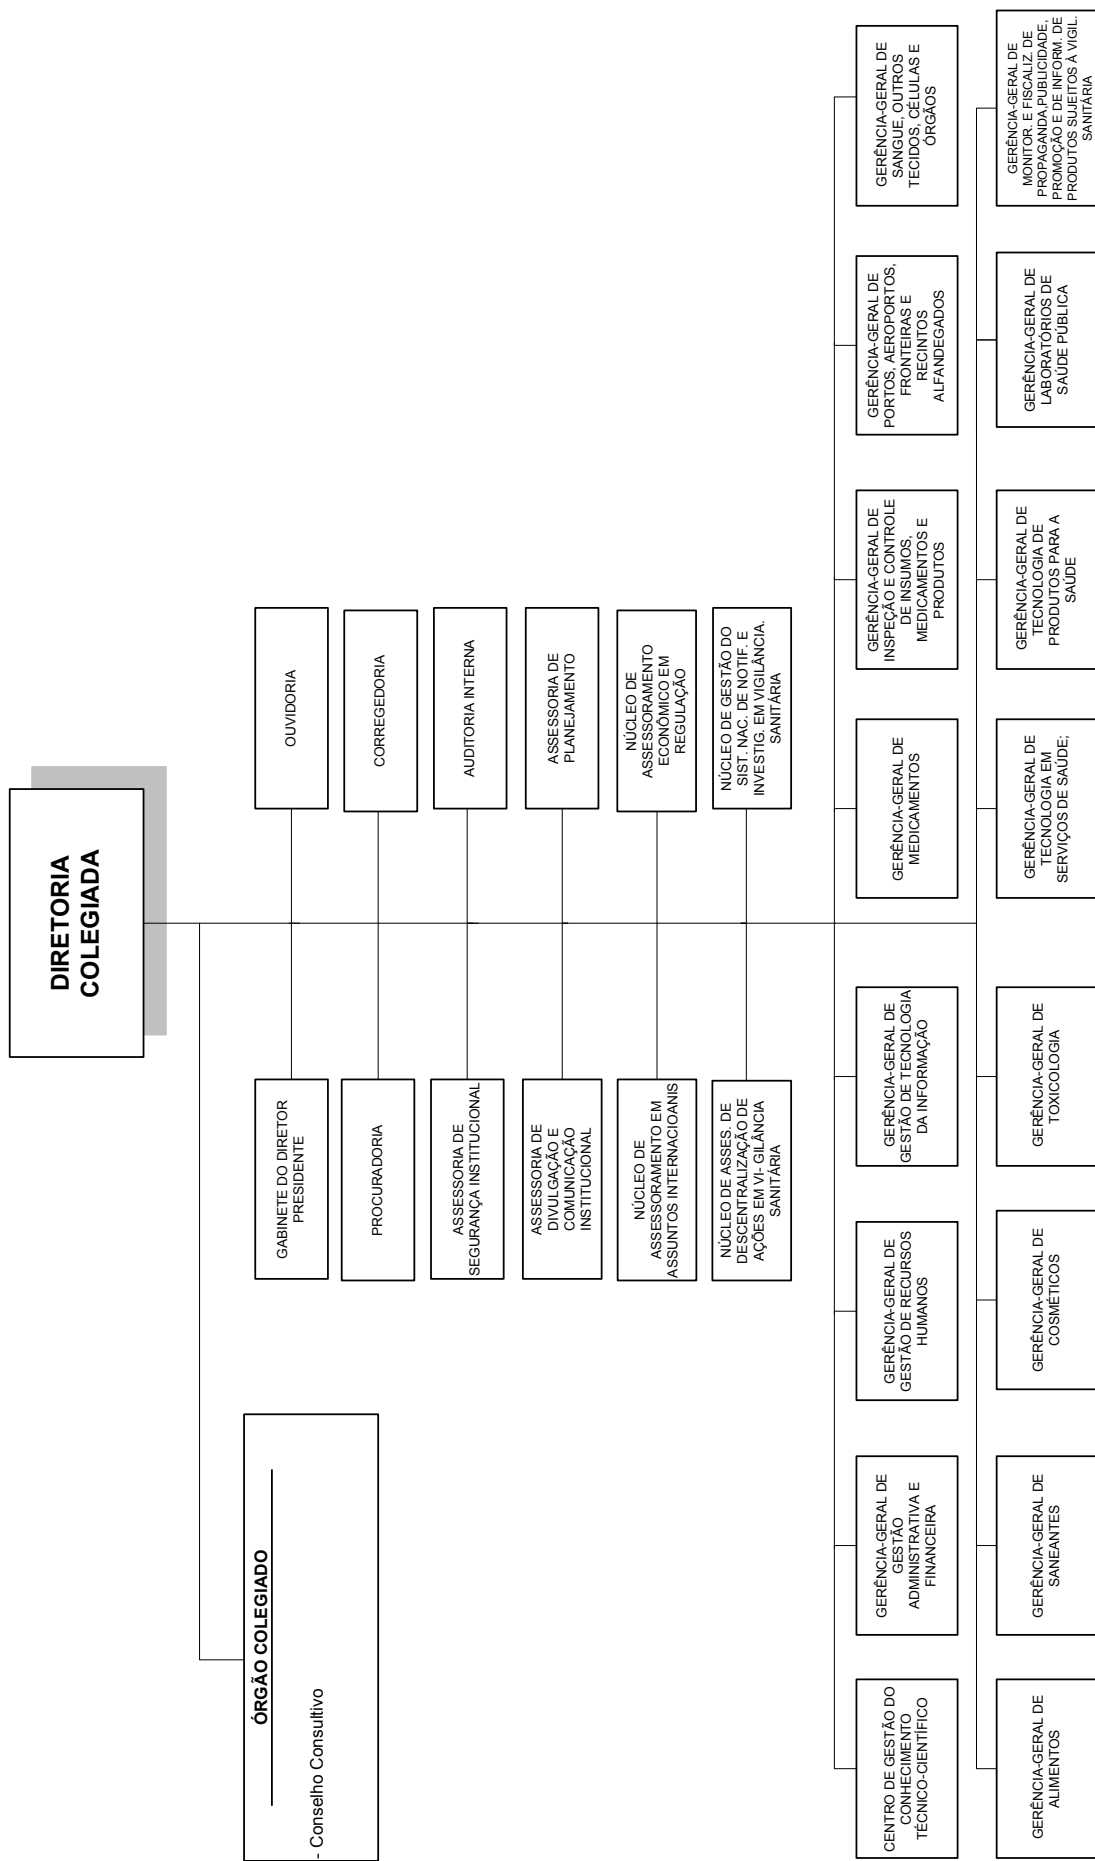 DIRETORIA
COLEGIADA
ÓRGÃO COLEGIADO
- Conselho Consultivo
GABINETE DO DIRETOR
PRESIDENTE
OUVIDORIA
PROCURADORIA
CORREGEDORIA
ASSESSORIA DE
SEGURANÇA INSTITUCIONAL
AUDITORIA INTERNA
ASSESSORIA DE
DIVULGAÇÃO E
COMUNICAÇÃO
INSTITUCIONAL
ASSESSORIA DE
PLANEJAMENTO
NÚCLEO DE
ASSESSORAMENTO EM
ASSUNTOS INTERNACIOANIS
NÚCLEO DE
ASSESSORAMENTO
ECONÔMICO EM
REGULAÇÃO
NÚCLEO DE ASSES. DE
DESCENTRALIZAÇÃO DE
AÇÕES EM VI- GILÂNCIA
SANITÁRIA
NÚCLEO DE GESTÃO DO
SIST. NAC. DE NOTIF. E
INVESTIG. EM VIGILÂNCIA.
SANITÁRIA
CENTRO DE GESTÃO DO
CONHECIMENTO
TÉCNICO-CIENTÍFICO
GERÊNCIA-GERAL DE
GESTÃO
ADMINISTRATIVA E
FINANCEIRA
GERÊNCIA-GERAL DE
GESTÃO DE RECURSOS
HUMANOS
GERÊNCIA-GERAL DE
GESTÃO DE TECNOLOGIA
DA INFORMAÇÃO
GERÊNCIA-GERAL DE
MEDICAMENTOS
GERÊNCIA-GERAL DE
INSPEÇÃO E CONTROLE
DE INSUMOS,
MEDICAMENTOS E
PRODUTOS
GERÊNCIA-GERAL DE
PORTOS, AEROPORTOS,
FRONTEIRAS E
RECINTOS
ALFANDEGADOS
GERÊNCIA-GERAL DE
SANGUE, OUTROS
TECIDOS, CÉLULAS E
ÓRGÃOS
GERÊNCIA-GERAL DE
ALIMENTOS
GERÊNCIA-GERAL DE
SANEANTES
GERÊNCIA-GERAL DE
COSMÉTICOS
GERÊNCIA-GERAL DE
TOXICOLOGIA
GERÊNCIA-GERAL DE
TECNOLOGIA EM
SERVIÇOS DE SAÚDE;
GERÊNCIA-GERAL DE
TECNOLOGIA DE
PRODUTOS PARA A
SAÚDE
GERÊNCIA-GERAL DE
LABORATÓRIOS DE
SAÚDE PÚBLICA
GERÊNCIA-GERAL DE
MONITOR. E FISCALIZ. DE
PROPAGANDA,PUBLICIDADE,
PROMOÇÃO E DE INFORM. DE
PRODUTOS SUJEITOS À VIGIL.
SANITÁRIA